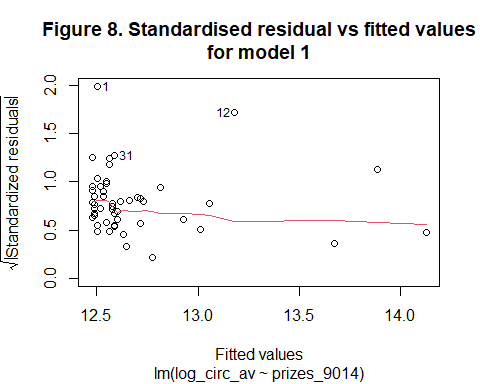 Figure 8. Standardised residual vs fitted values
for model 1
√|Standardized residuals|
2.0
1.5
1.0
0.5
0.0
1
12
31
12.5 13.0 13.5 14.0
Fitted values
lm(log_circ_av ~ prizes_9014)